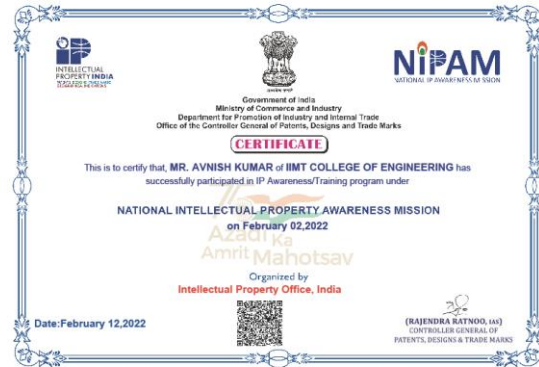 INTELLECTUAL
PROPERTY INDIA
NIPAM
NATIONAL IP AWARENESS MISSION
Government of India
Ministry of Commerce and Industry
Department for Promotion of Industry and Internal Trade
Office of the Controller General of Patents, Designs and Trade Marks
CERTIFICATE
This is to certify that, MR. AVNISH KUMAR of IIMT COLLEGE OF ENGINEERING has
successfully participated in IP Awareness/Training program under
NATIONAL INTELLECTUAL PROPERTY AWARENESS MISSION
on February 02,2022
Azadi Ka
Amrit Mahotsav
Organized by
Intellectual Property Office, India
Date:February 12,2022
(RAJENDRA RATNOO, IAS)
CONTROLLER GENERAL OF
PATENTS, DESIGNS & TRADE MARKS